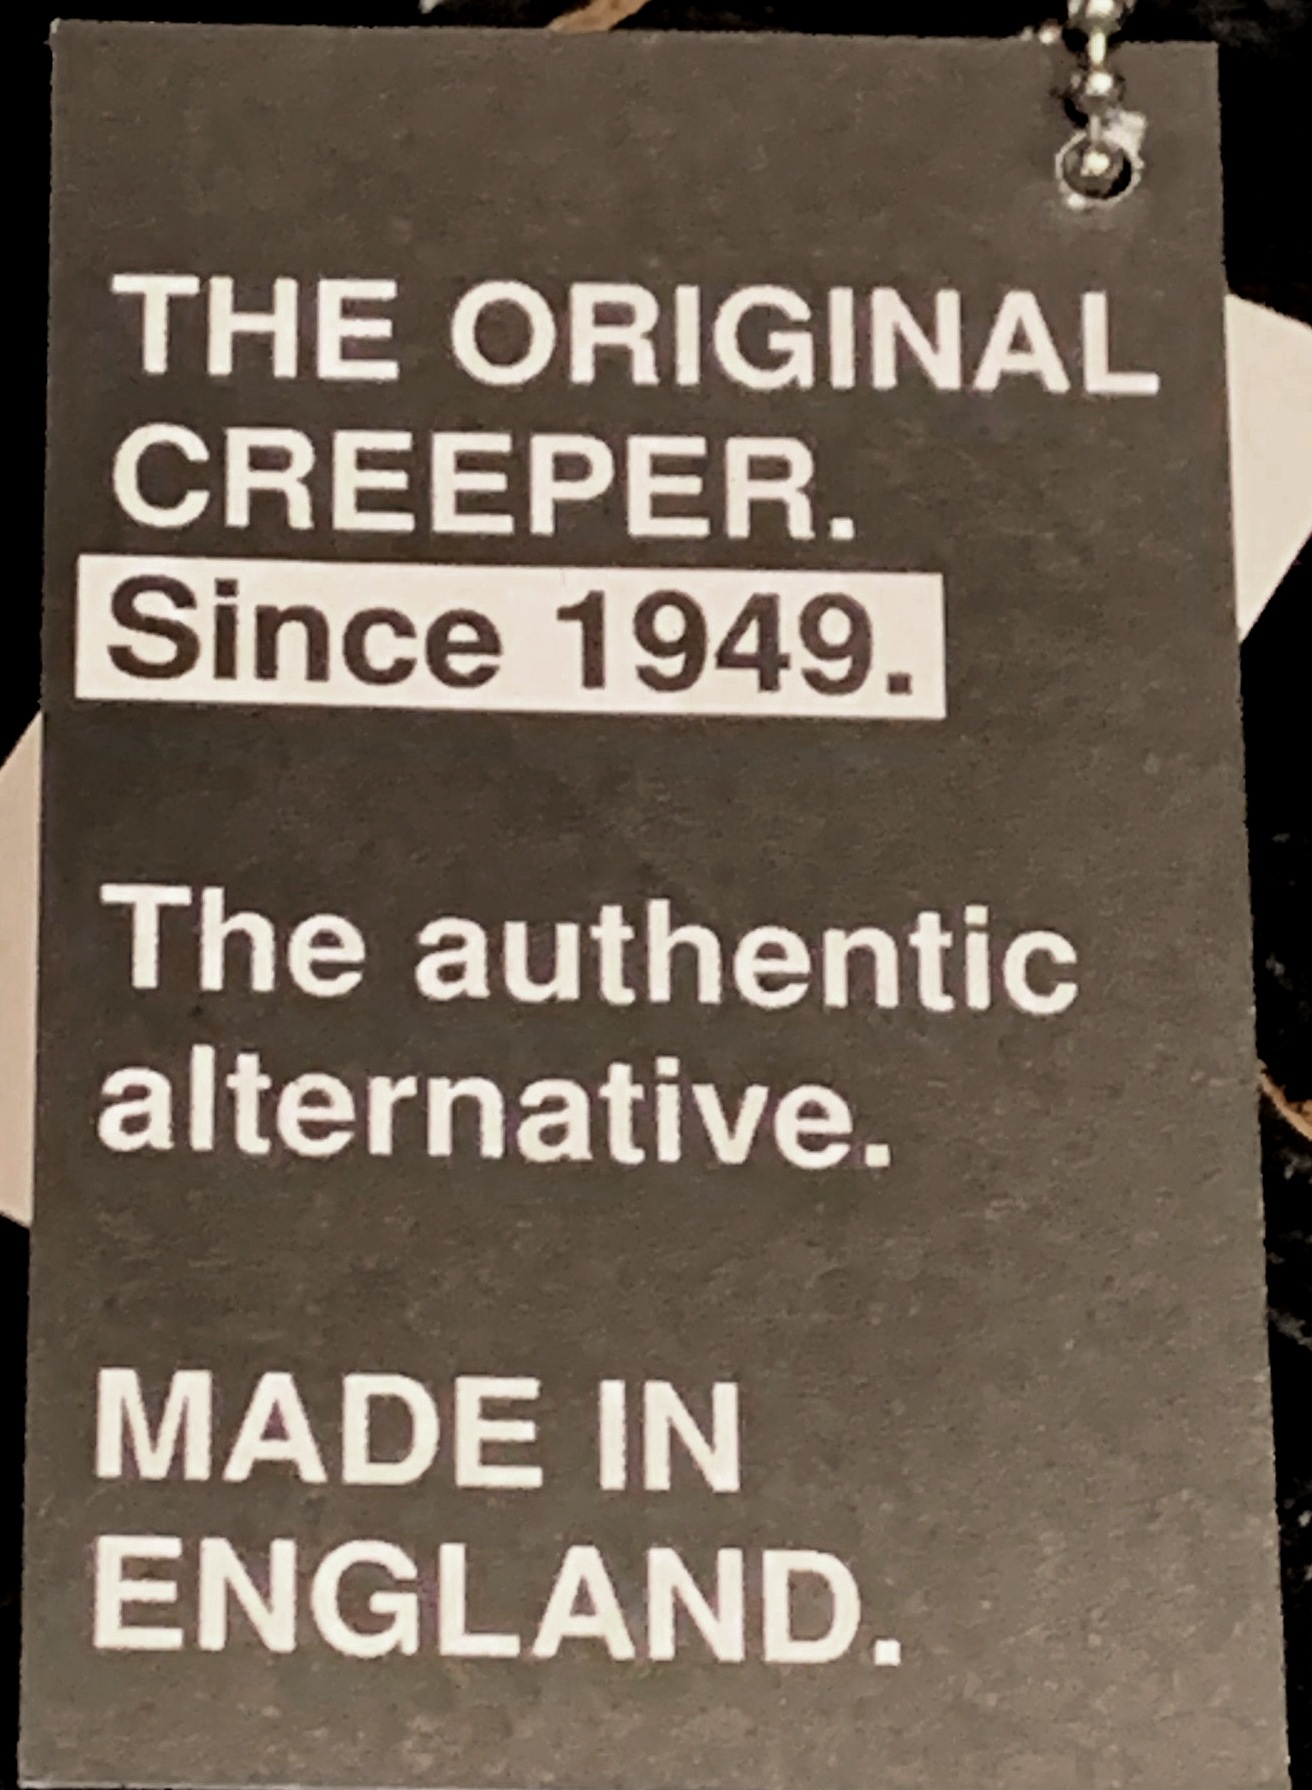 THE ORIGINAL
CREEPER.
Since 1949.
The authentic
alternative.
MADE IN
ENGLAND.